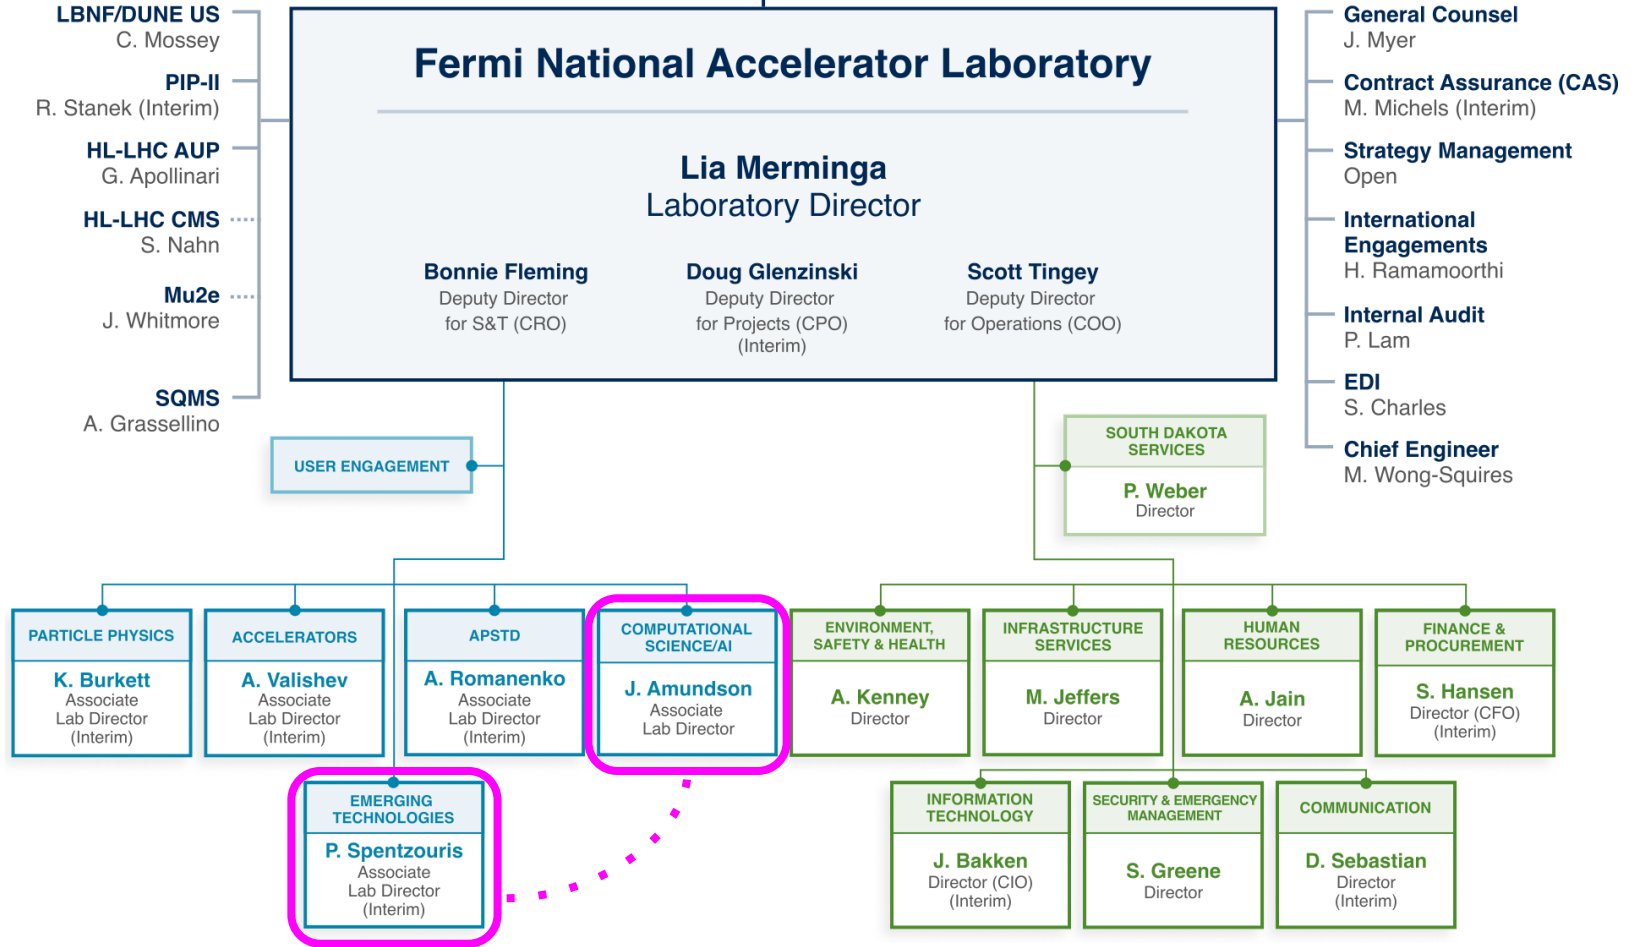 LBNF/DUNE US
C. Mossey
PIP-II
R. Stanek (Interim)
HL-LHC AUP
G. Apollinari
HL-LHC CMS
S. Nahn
Mu2e
J. Whitmore
SQMS
A. Grassellino
Fermi National Accelerator Laboratory
Lia Merminga
Laboratory Director
Bonnie Fleming
Deputy Director
for S&T (CRO)
Doug Glenzinski
Deputy Director
for Projects (CPO)
(Interim)
Scott Tingey
Deputy Director
for Operations (COO)
General Counsel
J. Myer
Contract Assurance (CAS)
M. Michels (Interim)
Strategy Management
Open
International
Engagements
H. Ramamoorthi
Internal Audit
P. Lam
EDI
S. Charles
Chief Engineer
M. Wong-Squires
USER ENGAGEMENT
SOUTH DAKOTA
SERVICES
P. Weber
Director
PARTICLE PHYSICS
K. Burkett
Associate
Lab Director
(Interim)
ACCELERATORS
A. Valishev
Associate
Lab Director
(Interim)
APSTD
A. Romanenko
Associate
Lab Director
(Interim)
COMPUTATIONAL
SCIENCE/AI
J. Amundson
Associate
Lab Director
ENVIRONMENT,
SAFETY & HEALTH
A. Kenney
Director
INFRASTRUCTURE
SERVICES
M. Jeffers
Director
HUMAN
RESOURCES
A. Jain
Director
FINANCE &
PROCUREMENT
S. Hansen
Director (CFO)
(Interim)
EMERGING
TECHNOLOGIES
P. Spentzouris
Associate
Lab Director
(Interim)
INFORMATION
TECHNOLOGY
J. Bakken
Director (CIO)
(Interim)
SECURITY & EMERGENCY
MANAGEMENT
S. Greene
Director
COMMUNICATION
D. Sebastian
Director
(Interim)